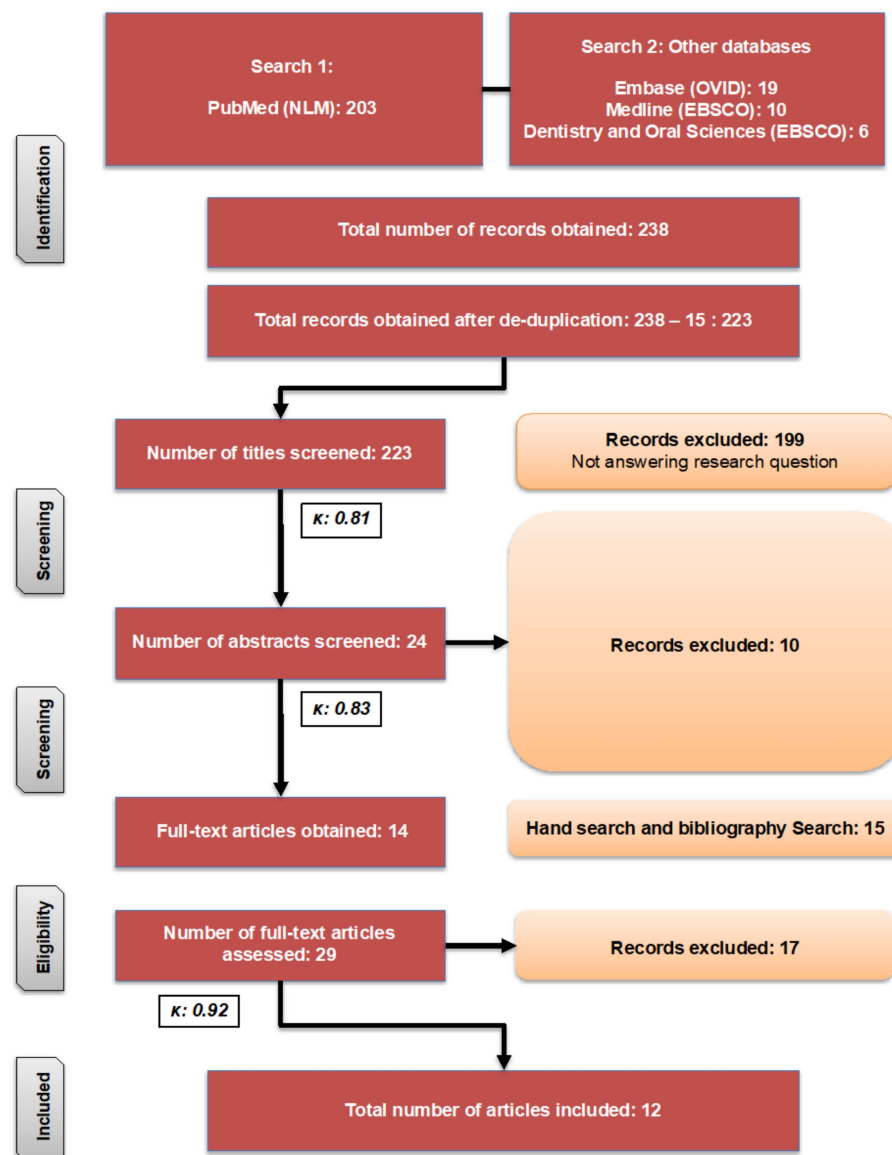 Search 1:
PubMed (NLM): 203
Search 2: Other databases
Embase (OVID): 19
Medline (EBSCO): 10
Dentistry and Oral Sciences (EBSCO): 6
Identification
Total number of records obtained: 238
Total records obtained after de-duplication: 238 – 15 : 223
Number of titles screened: 223
Records excluded: 199
Not answering research question
Screening
κ: 0.81
Number of abstracts screened: 24
Records excluded: 10
Screening
κ: 0.83
Full-text articles obtained: 14
Hand search and bibliography Search: 15
Eligibility
Number of full-text articles
assessed: 29
Records excluded: 17
κ: 0.92
Included
Total number of articles included: 12